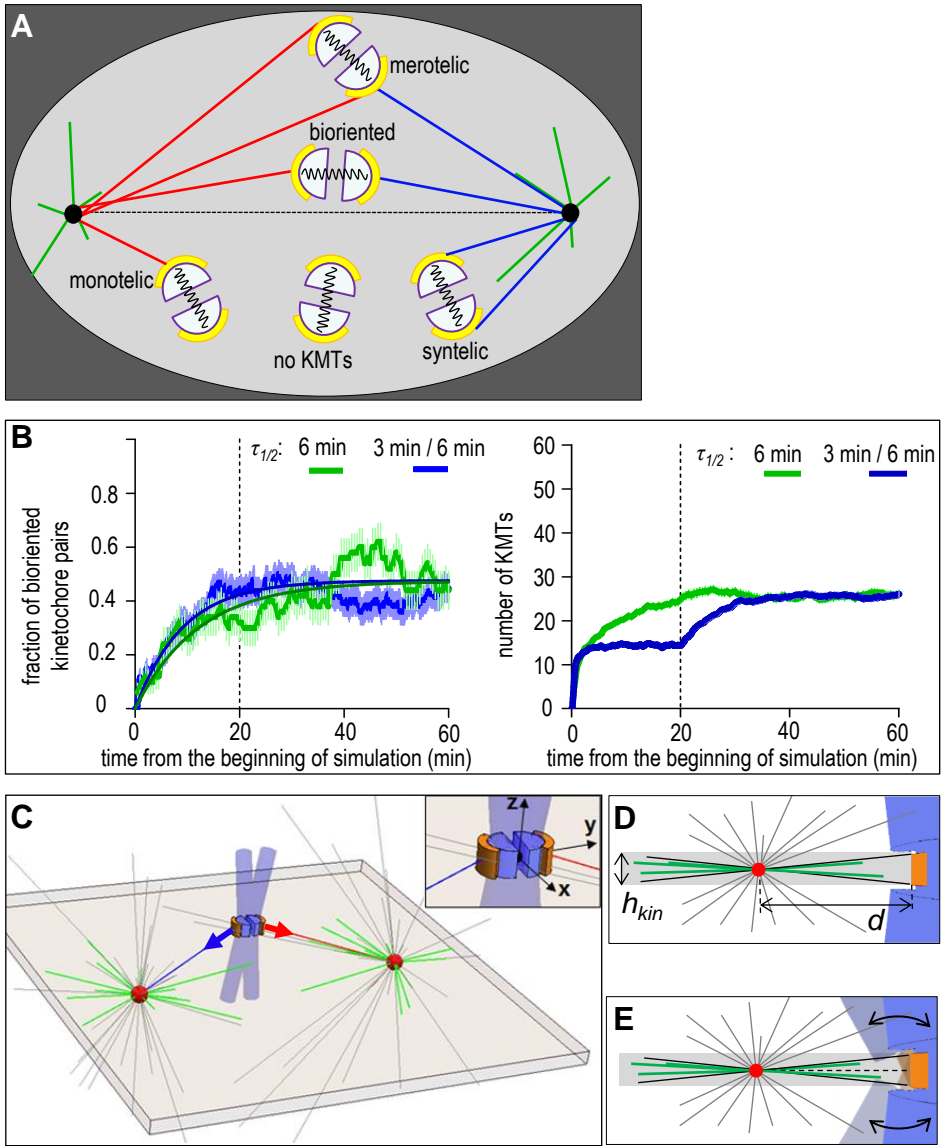 A
merotelic
bioriented
monotelic
no KMTs
syntelic
B
τ1/2: 6 min 3 min / 6 min
fraction of bioriented
kinetochore pairs
0.8
0.6
0.4
0.2
0
0 20 40 60
time from the beginning of simulation (min)
τ1/2 : 6 min 3 min / 6 min
number of KMTs
60
50
40
30
20
10
0
0 20 40 60
time from the beginning of simulation (min)
C
z
y
x
D
hkin
d
E